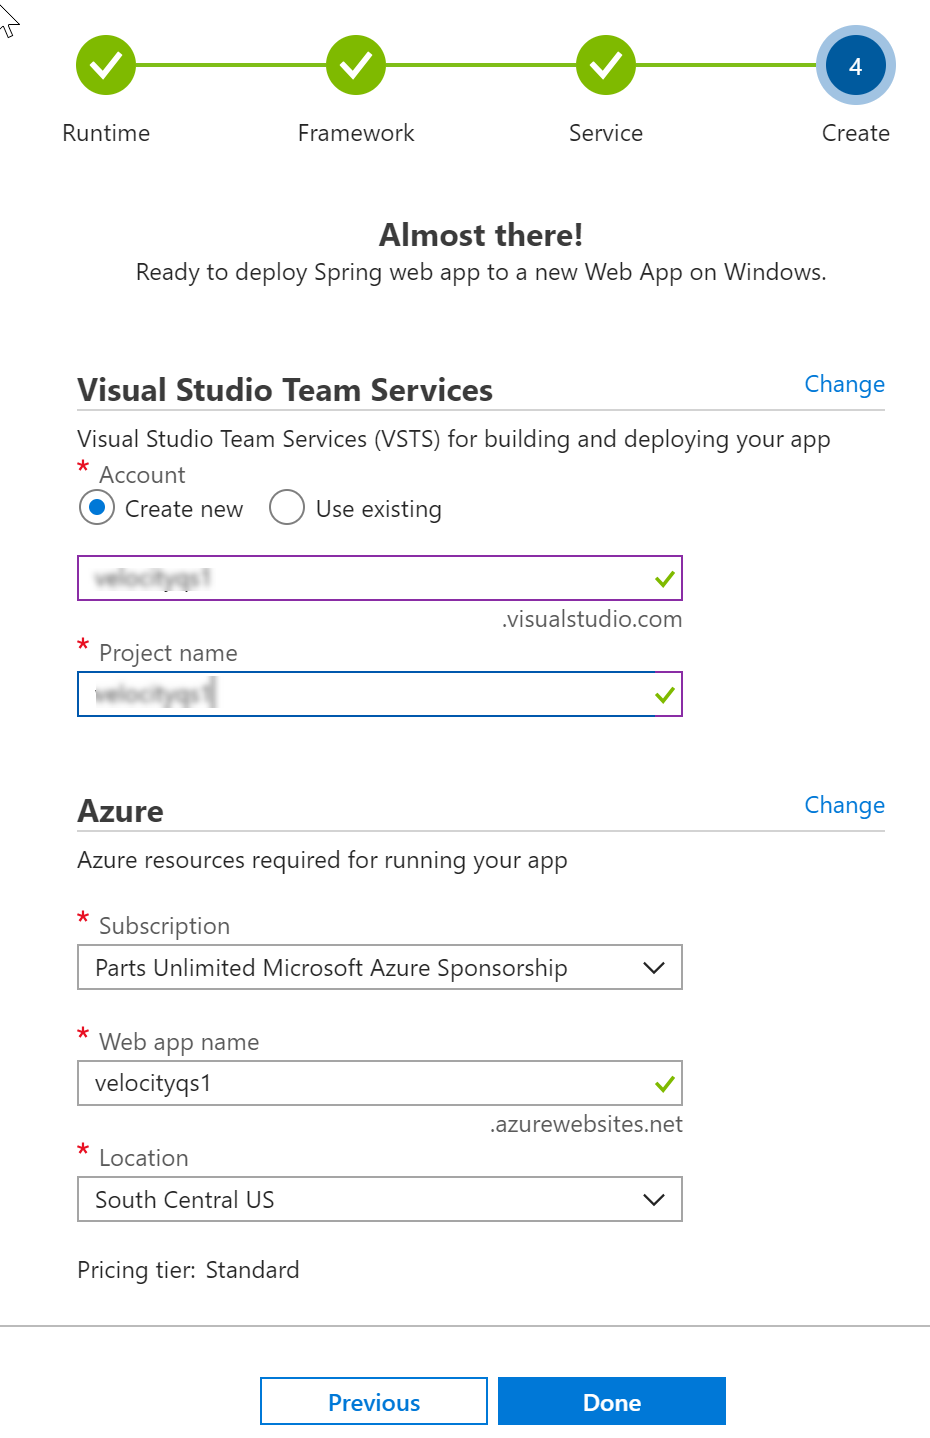 4
Runtime Framework Service Create
Almost there!
Ready to deploy Spring web app to a new Web App on Windows.
Visual Studio Team Services Change
Visual Studio Team Services (VSTS) for building and deploying your app
* Account
Create new Use existing
velocityqs1
.visualstudio.com
* Project name
velocityqs1
Azure Change
Azure resources required for running your app
* Subscription
Parts Unlimited Microsoft Azure Sponsorship
* Web app name
velocityqs1
.azurewebsites.net
* Location
South Central US
Pricing tier: Standard
Previous Done